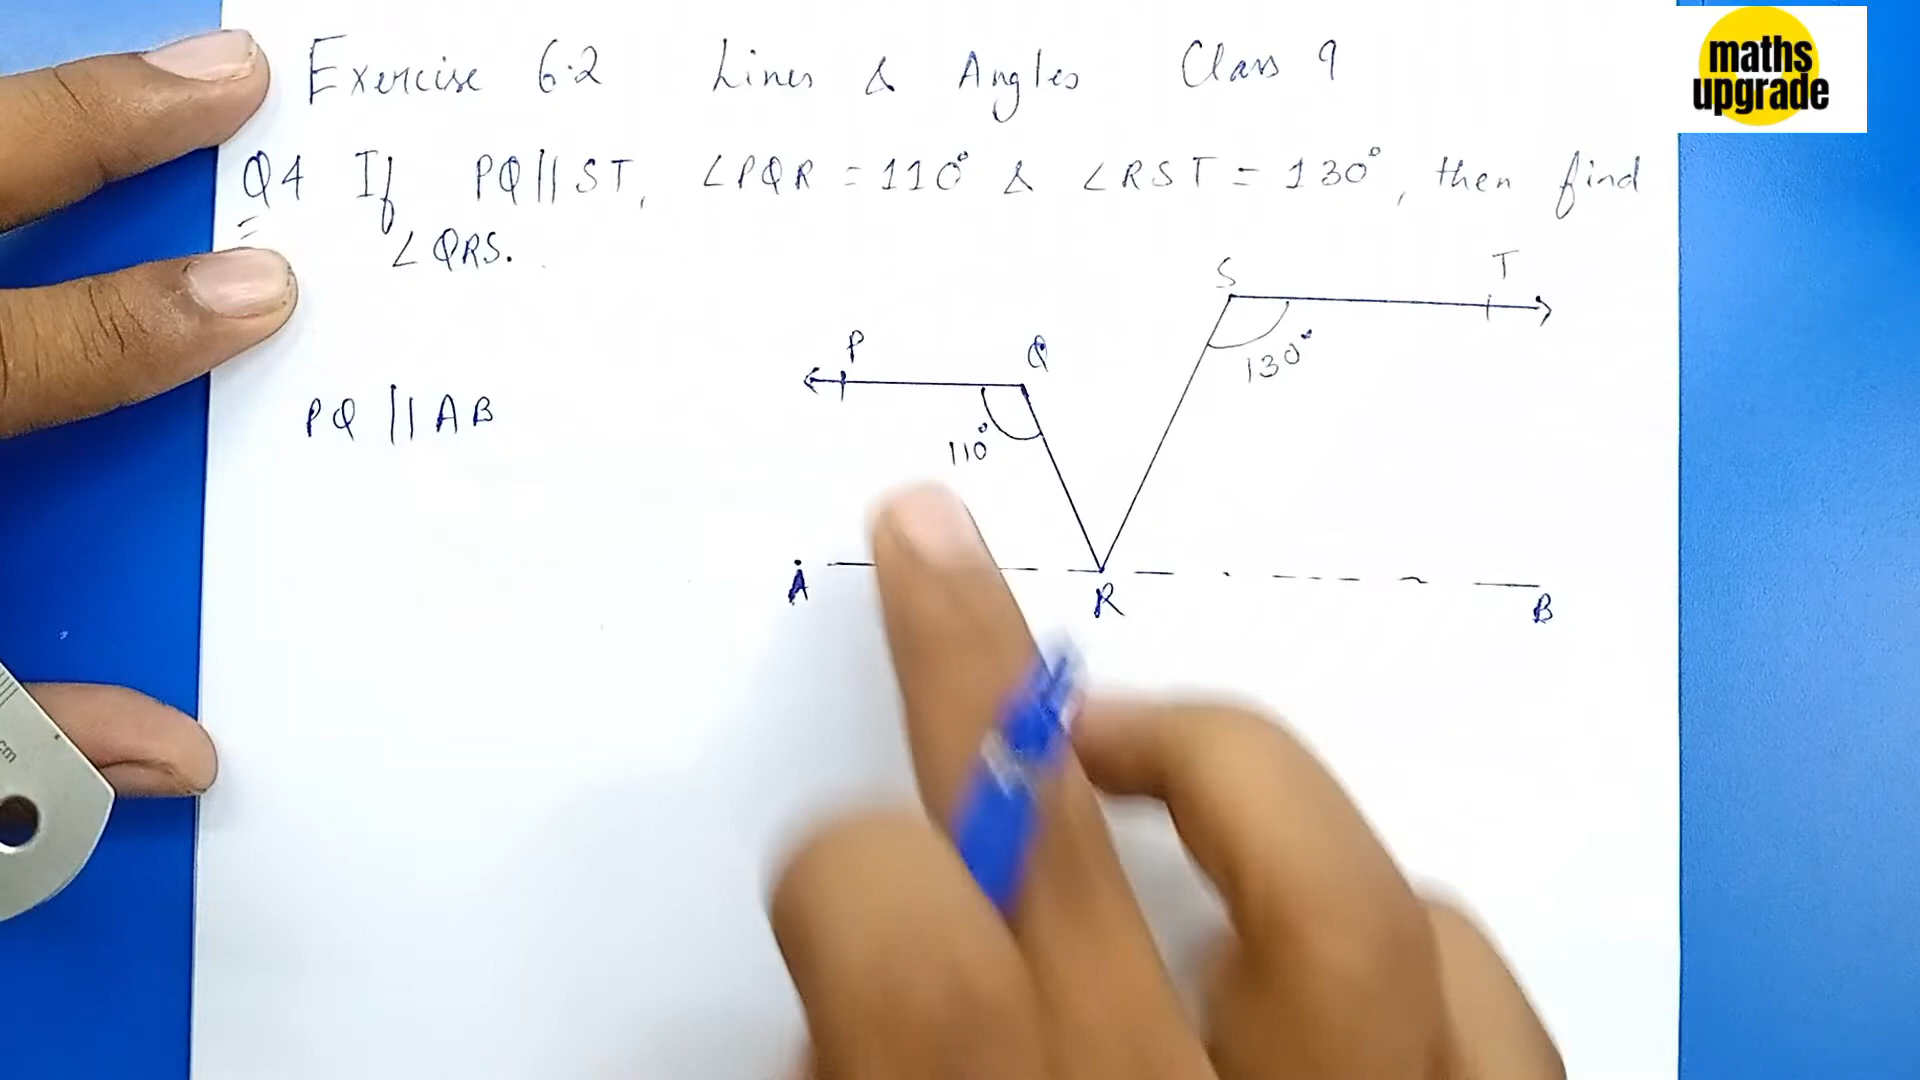 maths
upgrade
Exercise 6.2 Lines & Angles Class 9
Q4 If PQ||ST, ∠PQR = 110° & ∠RST = 130°, then find
∠QRS.
S T
130°
P Q
110°
PQ || AB
A R B
cm